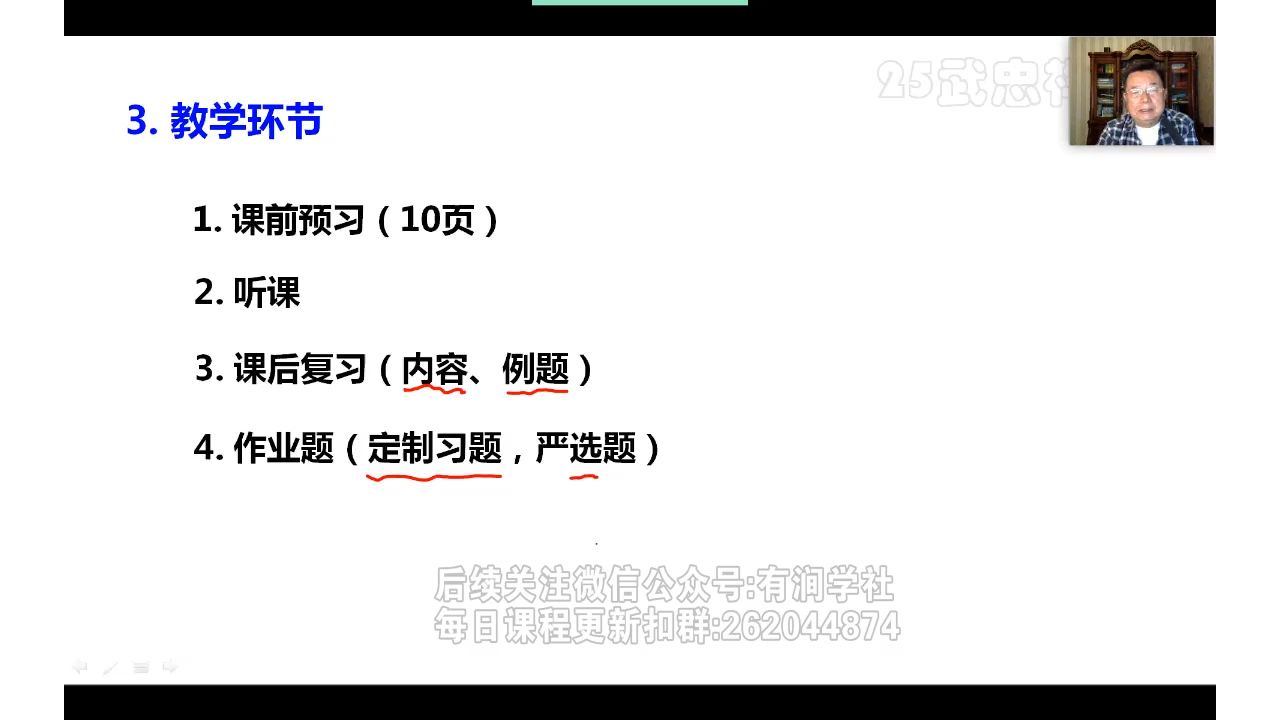 25武忠
3. 教学环节
1. 课前预习（10页）
2. 听课
3. 课后复习（内容、例题）
4. 作业题（定制习题，严选题）
后续关注微信公众号:有涧学社
每日课程更新扣群:262044874